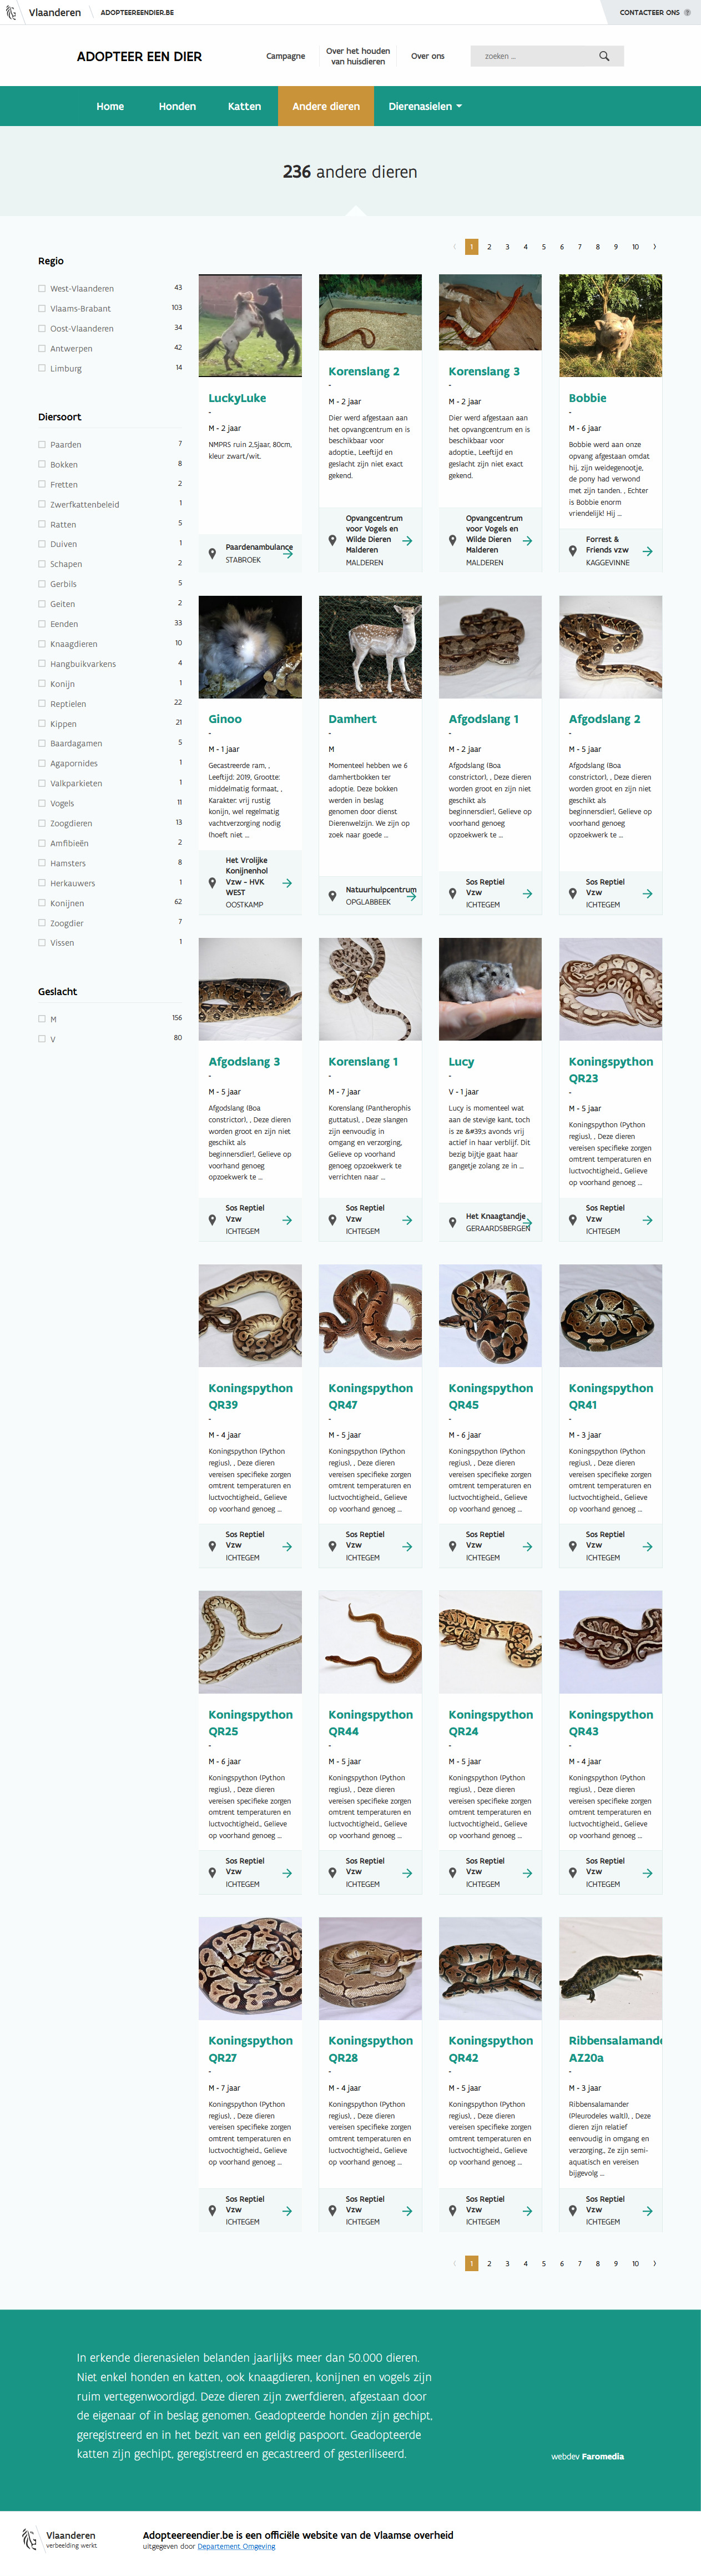 Vlaanderen
ADOPTEEREENDIER.BE
CONTACTEER ONS ?
ADOPTEER EEN DIER
Campagne
Over het houden
van huisdieren
Over ons
zoeken ...
Home
Honden
Katten
Andere dieren
Dierenasielen
236 andere dieren
‹ 1 2 3 4 5 6 7 8 9 10 ›
Regio
West-Vlaanderen 43
Vlaams-Brabant 103
Oost-Vlaanderen 34
Antwerpen 42
Limburg 14
Diersoort
Paarden 7
Bokken 8
Fretten 2
Zwerfkattenbeleid 1
Ratten 5
Duiven 1
Schapen 2
Gerbils 5
Geiten 2
Eenden 33
Knaagdieren 10
Hangbuikvarkens 4
Konijn 1
Reptielen 22
Kippen 21
Baardagamen 5
Agapornides 1
Valkparkieten 1
Vogels 11
Zoogdieren 13
Amfibieën 2
Hamsters 8
Herkauwers 1
Konijnen 62
Zoogdier 7
Vissen 1
Geslacht
M 156
V 80
LuckyLuke
-
M - 2 jaar
NMPRS ruin 2,5jaar, 80cm,
kleur zwart/wit.
Paardenambulance
STABROEK
Korenslang 2
-
M - 2 jaar
Dier werd afgestaan aan
het opvangcentrum en is
beschikbaar voor
adoptie., Leeftijd en
geslacht zijn niet exact
gekend.
Opvangcentrum
voor Vogels en
Wilde Dieren
Malderen
MALDEREN
Korenslang 3
-
M - 2 jaar
Dier werd afgestaan aan
het opvangcentrum en is
beschikbaar voor
adoptie., Leeftijd en
geslacht zijn niet exact
gekend.
Opvangcentrum
voor Vogels en
Wilde Dieren
Malderen
MALDEREN
Bobbie
-
M - 6 jaar
Bobbie werd aan onze
opvang afgestaan omdat
hij, zijn weidegenootje,
de pony had verwond
met zijn tanden. , Echter
is Bobbie enorm
vriendelijk! Hij ...
Forrest &
Friends vzw
KAGGEVINNE
Ginoo
-
M - 1 jaar
Gecastreerde ram, ,
Leeftijd: 2019, Grootte:
middelmatig formaat, ,
Karakter: vrij rustig
konijn, wel regelmatig
vachtverzorging nodig
(hoeft niet ...
Het Vrolijke
Konijnenhol
Vzw - HVK
WEST
OOSTKAMP
Damhert
-
M
Momenteel hebben we 6
damhertbokken ter
adoptie. Deze bokken
werden in beslag
genomen door dienst
Dierenwelzijn. We zijn op
zoek naar goede ...
Natuurhulpcentrum
OPGLABBEEK
Afgodslang 1
-
M - 2 jaar
Afgodslang (Boa
constrictor), , Deze dieren
worden groot en zijn niet
geschikt als
beginnersdier!, Gelieve op
voorhand genoeg
opzoekwerk te ...
Sos Reptiel
Vzw
ICHTEGEM
Afgodslang 2
-
M - 5 jaar
Afgodslang (Boa
constrictor), , Deze dieren
worden groot en zijn niet
geschikt als
beginnersdier!, Gelieve op
voorhand genoeg
opzoekwerk te ...
Sos Reptiel
Vzw
ICHTEGEM
Afgodslang 3
-
M - 5 jaar
Afgodslang (Boa
constrictor), , Deze dieren
worden groot en zijn niet
geschikt als
beginnersdier!, Gelieve op
voorhand genoeg
opzoekwerk te ...
Sos Reptiel
Vzw
ICHTEGEM
Korenslang 1
-
M - 7 jaar
Korenslang (Pantherophis
guttatus), , Deze slangen
zijn eenvoudig in
omgang en verzorging,
Gelieve op voorhand
genoeg opzoekwerk te
verrichten naar ...
Sos Reptiel
Vzw
ICHTEGEM
Lucy
-
V - 1 jaar
Lucy is momenteel wat
aan de stevige kant, toch
is ze &#39;s avonds vrij
actief in haar verblijf. Dit
bezig bijtje gaat haar
gangetje zolang ze in ...
Het Knaagtandje
GERAARDSBERGEN
Koningspython
QR23
-
M - 5 jaar
Koningspython (Python
regius), , Deze dieren
vereisen specifieke zorgen
omtrent temperaturen en
luctvochtigheid., Gelieve
op voorhand genoeg ...
Sos Reptiel
Vzw
ICHTEGEM
Koningspython
QR39
-
M - 4 jaar
Koningspython (Python
regius), , Deze dieren
vereisen specifieke zorgen
omtrent temperaturen en
luctvochtigheid., Gelieve
op voorhand genoeg ...
Sos Reptiel
Vzw
ICHTEGEM
Koningspython
QR47
-
M - 5 jaar
Koningspython (Python
regius), , Deze dieren
vereisen specifieke zorgen
omtrent temperaturen en
luctvochtigheid., Gelieve
op voorhand genoeg ...
Sos Reptiel
Vzw
ICHTEGEM
Koningspython
QR45
-
M - 6 jaar
Koningspython (Python
regius), , Deze dieren
vereisen specifieke zorgen
omtrent temperaturen en
luctvochtigheid., Gelieve
op voorhand genoeg ...
Sos Reptiel
Vzw
ICHTEGEM
Koningspython
QR41
-
M - 3 jaar
Koningspython (Python
regius), , Deze dieren
vereisen specifieke zorgen
omtrent temperaturen en
luctvochtigheid., Gelieve
op voorhand genoeg ...
Sos Reptiel
Vzw
ICHTEGEM
Koningspython
QR25
-
M - 6 jaar
Koningspython (Python
regius), , Deze dieren
vereisen specifieke zorgen
omtrent temperaturen en
luctvochtigheid., Gelieve
op voorhand genoeg ...
Sos Reptiel
Vzw
ICHTEGEM
Koningspython
QR44
-
M - 5 jaar
Koningspython (Python
regius), , Deze dieren
vereisen specifieke zorgen
omtrent temperaturen en
luctvochtigheid., Gelieve
op voorhand genoeg ...
Sos Reptiel
Vzw
ICHTEGEM
Koningspython
QR24
-
M - 5 jaar
Koningspython (Python
regius), , Deze dieren
vereisen specifieke zorgen
omtrent temperaturen en
luctvochtigheid., Gelieve
op voorhand genoeg ...
Sos Reptiel
Vzw
ICHTEGEM
Koningspython
QR43
-
M - 4 jaar
Koningspython (Python
regius), , Deze dieren
vereisen specifieke zorgen
omtrent temperaturen en
luctvochtigheid., Gelieve
op voorhand genoeg ...
Sos Reptiel
Vzw
ICHTEGEM
Koningspython
QR27
-
M - 7 jaar
Koningspython (Python
regius), , Deze dieren
vereisen specifieke zorgen
omtrent temperaturen en
luctvochtigheid., Gelieve
op voorhand genoeg ...
Sos Reptiel
Vzw
ICHTEGEM
Koningspython
QR28
-
M - 4 jaar
Koningspython (Python
regius), , Deze dieren
vereisen specifieke zorgen
omtrent temperaturen en
luctvochtigheid., Gelieve
op voorhand genoeg ...
Sos Reptiel
Vzw
ICHTEGEM
Koningspython
QR42
-
M - 5 jaar
Koningspython (Python
regius), , Deze dieren
vereisen specifieke zorgen
omtrent temperaturen en
luctvochtigheid., Gelieve
op voorhand genoeg ...
Sos Reptiel
Vzw
ICHTEGEM
Ribbensalamande
AZ20a
-
M - 3 jaar
Ribbensalamander
(Pleurodeles waltl), , Deze
dieren zijn relatief
eenvoudig in omgang en
verzorging., Ze zijn semi-
aquatisch en vereisen
bijgevolg ...
Sos Reptiel
Vzw
ICHTEGEM
‹ 1 2 3 4 5 6 7 8 9 10 ›
In erkende dierenasielen belanden jaarlijks meer dan 50.000 dieren.
Niet enkel honden en katten, ook knaagdieren, konijnen en vogels zijn
ruim vertegenwoordigd. Deze dieren zijn zwerfdieren, afgestaan door
de eigenaar of in beslag genomen. Geadopteerde honden zijn gechipt,
geregistreerd en in het bezit van een geldig paspoort. Geadopteerde
katten zijn gechipt, geregistreerd en gecastreerd of gesteriliseerd.
webdev Faromedia
Vlaanderen
verbeelding werkt
Adopteereendier.be is een officiële website van de Vlaamse overheid
uitgegeven door Departement Omgeving